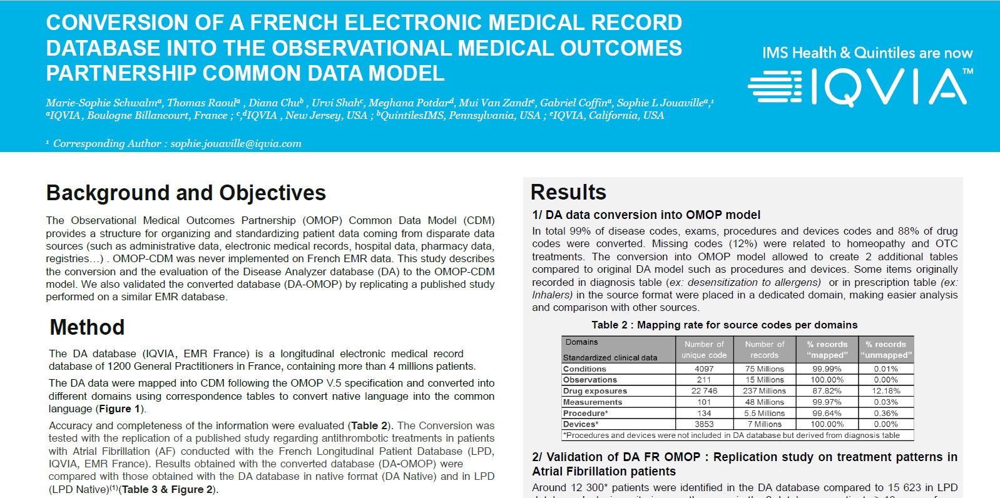 CONVERSION OF A FRENCH ELECTRONIC MEDICAL RECORD
DATABASE INTO THE OBSERVATIONAL MEDICAL OUTCOMES
PARTNERSHIP COMMON DATA MODEL
Marie-Sophie Schwalmᵃ, Thomas Raoulᵃ , Diana Chuᵇ , Urvi Shahᶜ, Meghana Potdarᵈ, Mui Van Zandtᵉ, Gabriel Coffinᵃ, Sophie L Jouavilleᵃ,¹
ᵃIQVIA, Boulogne Billancourt, France ; ᶜ,ᵈIQVIA , New Jersey, USA ; ᵇQuintilesIMS, Pennsylvania, USA ; ᵉIQVIA, California, USA
¹ Corresponding Author : sophie.jouaville@iqvia.com
IMS Health & Quintiles are now
IQVIA™
Background and Objectives
The Observational Medical Outcomes Partnership (OMOP) Common Data Model (CDM)
provides a structure for organizing and standardizing patient data coming from disparate data
sources (such as administrative data, electronic medical records, hospital data, pharmacy data,
registries…) . OMOP-CDM was never implemented on French EMR data. This study describes
the conversion and the evaluation of the Disease Analyzer database (DA) to the OMOP-CDM
model. We also validated the converted database (DA-OMOP) by replicating a published study
performed on a similar EMR database.
Method
The DA database (IQVIA, EMR France) is a longitudinal electronic medical record
database of 1200 General Practitioners in France, containing more than 4 millions patients.
The DA data were mapped into CDM following the OMOP V.5 specification and converted into
different domains using correspondence tables to convert native language into the common
language (Figure 1).
Accuracy and completeness of the information were evaluated (Table 2). The Conversion was
tested with the replication of a published study regarding antithrombotic treatments in patients
with Atrial Fibrillation (AF) conducted with the French Longitudinal Patient Database (LPD,
IQVIA, EMR France). Results obtained with the converted database (DA-OMOP) were
compared with those obtained with the DA database in native format (DA Native) and in LPD
(LPD Native)⁽¹⁾(Table 3 & Figure 2).
Results
1/ DA data conversion into OMOP model
In total 99% of disease codes, exams, procedures and devices codes and 88% of drug
codes were converted. Missing codes (12%) were related to homeopathy and OTC
treatments. The conversion into OMOP model allowed to create 2 additional tables
compared to original DA model such as procedures and devices. Some items originally
recorded in diagnosis table (ex: desensitization to allergens) or in prescription table (ex:
Inhalers) in the source format were placed in a dedicated domain, making easier analysis
and comparison with other sources.
Table 2 : Mapping rate for source codes per domains
Domains
Standardized clinical data Number of unique code Number of records % records “mapped” % records “unmapped”
Conditions 4097 75 Millions 99.99% 0.01%
Observations 211 15 Millions 100.00% 0.00%
Drug exposures 22 746 237 Millions 87.82% 12.18%
Measurements 101 48 Millions 99.97% 0.03%
Procedure* 134 5.5 Millions 99.64% 0.36%
Devices* 3853 7 Millions 100.00% 0.00%
*Procedures and devices were not included in DA database but derived from diagnosis table
2/ Validation of DA FR OMOP : Replication study on treatment patterns in
Atrial Fibrillation patients
Around 12 300* patients were identified in the DA database compared to 15 623 in LPD